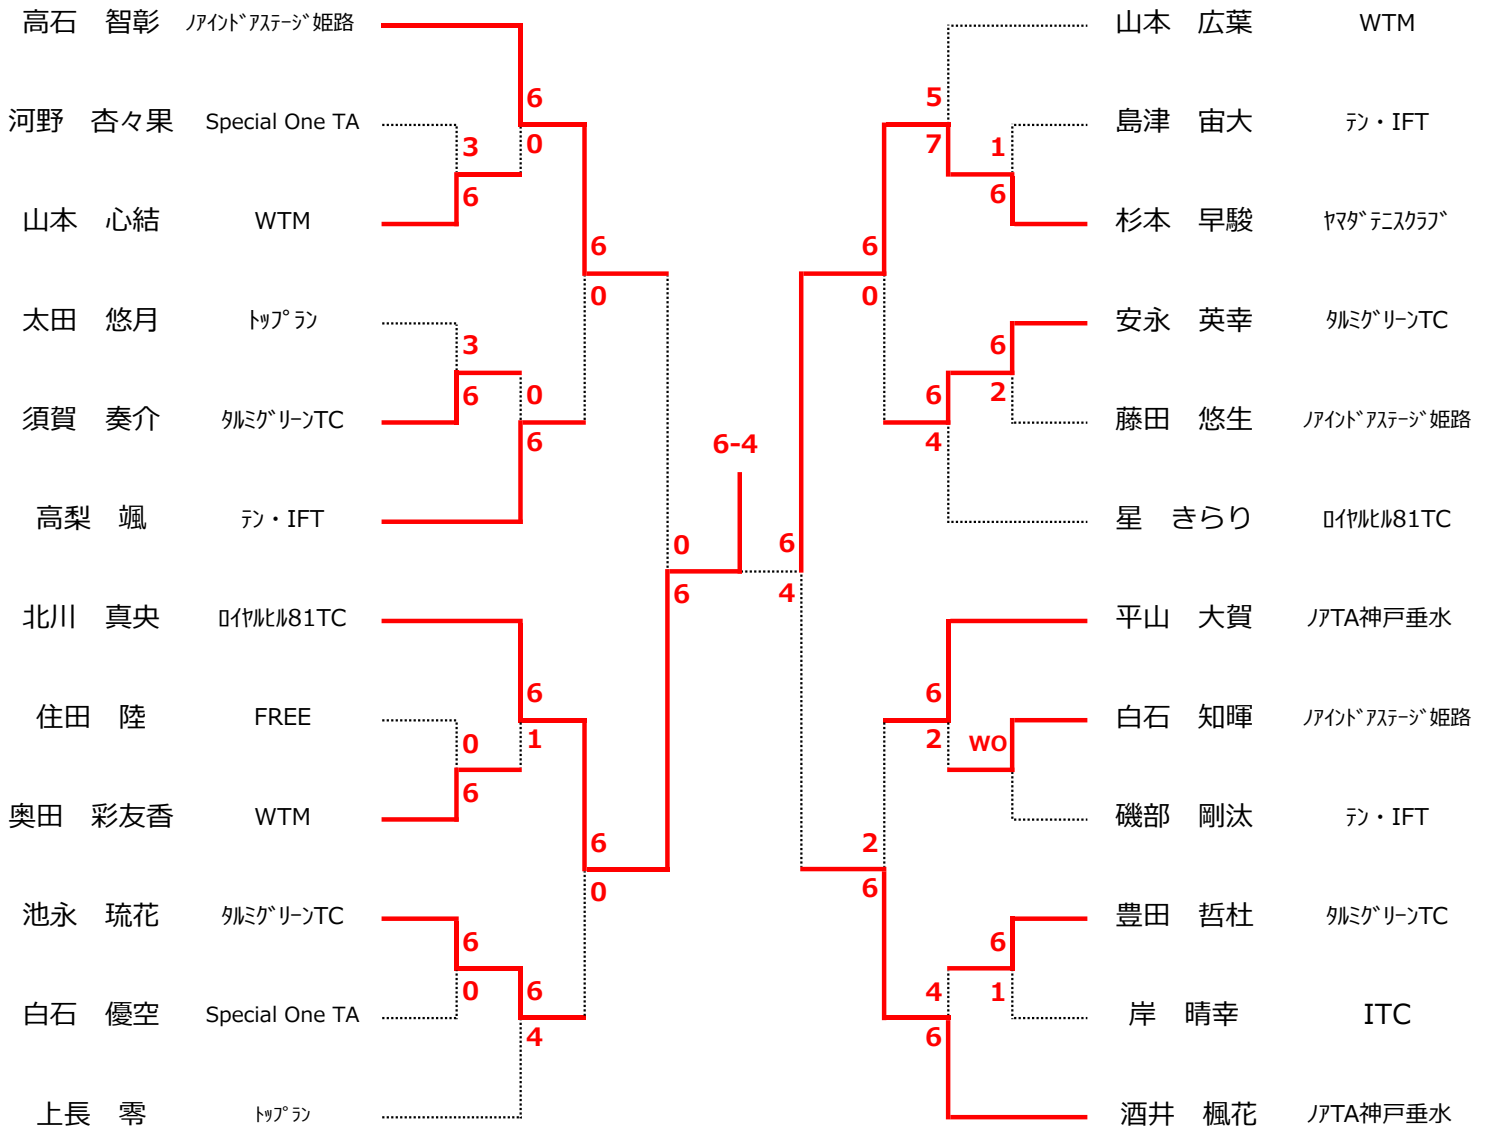 高石　智彰 ﾉｱｲﾝﾄﾞｱｽﾃｰｼﾞ姫路
6
河野　杏々果 Special One TA
3
0
6
山本　心結 WTM
6
0
太田　悠月 ﾄｯﾌﾟﾗﾝ
3
6
0
須賀　奏介 ﾀﾙﾐｸﾞﾘｰﾝTC
6
高梨　颯 ﾃﾝ・IFT
北川　真央 ﾛｲﾔﾙﾋﾙ81TC
6
住田　陸 FREE
0
1
6
奥田　彩友香 WTM
6
0
池永　琉花 ﾀﾙﾐｸﾞﾘｰﾝTC
6
0
6
白石　優空 Special One TA
4
上長　零 ﾄｯﾌﾟﾗﾝ
0
6
6-4
6
4
山本　広葉 WTM
5
島津　宙大 ﾃﾝ・IFT
7
1
6
杉本　早駿 ﾔﾏﾀﾞﾃﾆｽｸﾗﾌﾞ
6
0
安永　英幸 ﾀﾙﾐｸﾞﾘｰﾝTC
6
2
6
藤田　悠生 ﾉｱｲﾝﾄﾞｱｽﾃｰｼﾞ姫路
4
星　きらり ﾛｲﾔﾙﾋﾙ81TC
平山　大賀 ﾉｱTA神戸垂水
6
白石　知暉 ﾉｱｲﾝﾄﾞｱｽﾃｰｼﾞ姫路
2
WO
磯部　剛汰 ﾃﾝ・IFT
2
6
豊田　哲杜 ﾀﾙﾐｸﾞﾘｰﾝTC
6
4
1
岸　晴幸 ITC
6
酒井　楓花 ﾉｱTA神戸垂水